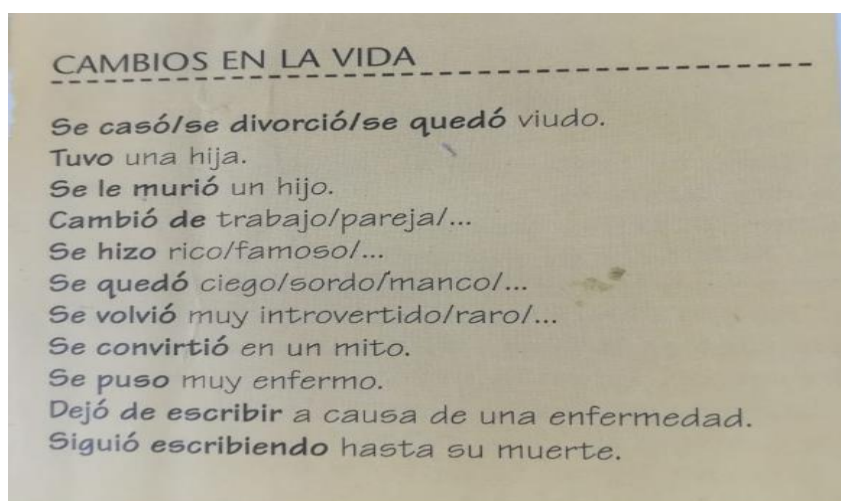 CAMBIOS EN LA VIDA
Se casó/se divorció/se quedó viudo.
Tuvo una hija.
Se le murió un hijo.
Cambió de trabajo/pareja/...
Se hizo rico/famoso/...
Se quedó ciego/sordo/manco/...
Se volvió muy introvertido/raro/...
Se convirtió en un mito.
Se puso muy enfermo.
Dejó de escribir a causa de una enfermedad.
Siguió escribiendo hasta su muerte.